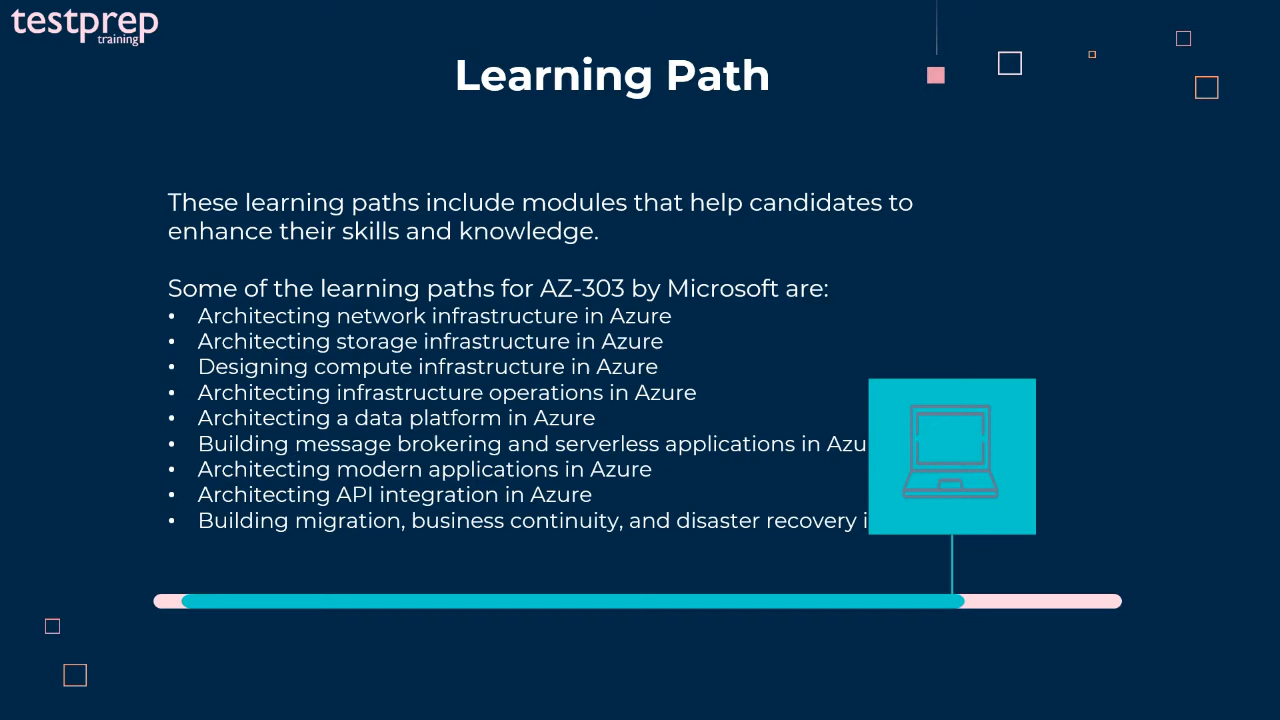 testprep
training
Learning Path
These learning paths include modules that help candidates to
enhance their skills and knowledge.
Some of the learning paths for AZ-303 by Microsoft are:
• Architecting network infrastructure in Azure
• Architecting storage infrastructure in Azure
• Designing compute infrastructure in Azure
• Architecting infrastructure operations in Azure
• Architecting a data platform in Azure
• Building message brokering and serverless applications in Azu
• Architecting modern applications in Azure
• Architecting API integration in Azure
• Building migration, business continuity, and disaster recovery i